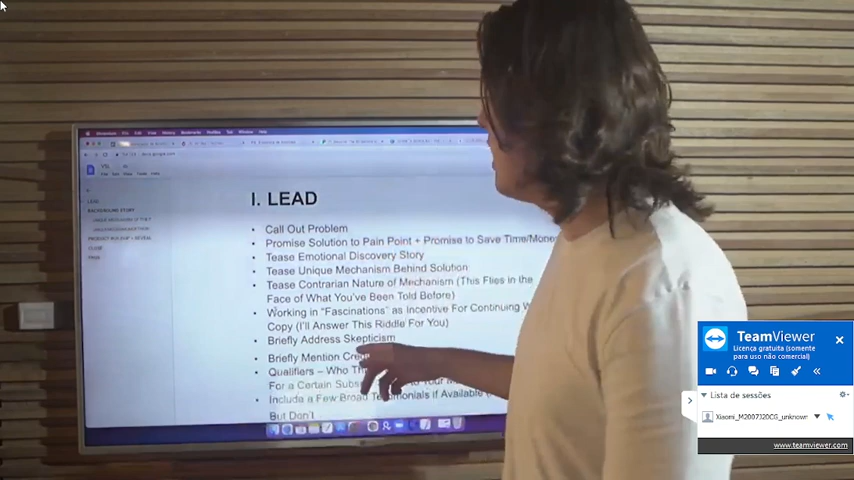 I. LEAD
Call Out Problem
Promise Solution to Pain Point + Promise to Save Time/Money
Tease Emotional Discovery Story
Tease Unique Mechanism Behind Solution
Tease Contrarian Nature of Mechanism (This Flies in the
Face of What You've Been Told Before)
Working in "Fascinations" as Incentive For Continuing
Copy (I'll Answer This Riddle For You)
Briefly Address Skepticism
Briefly Mention
Qualifiers – Who
For a Certain to Your
Include a Few Broad Testimonials if Available
But Don't
LEAD
BACKGROUND STORY
TeamViewer
Licença gratuita (somente
para uso não comercial)
Lista de sessões
Xiaomi_M2007J20CG_unknown
www.teamviewer.com